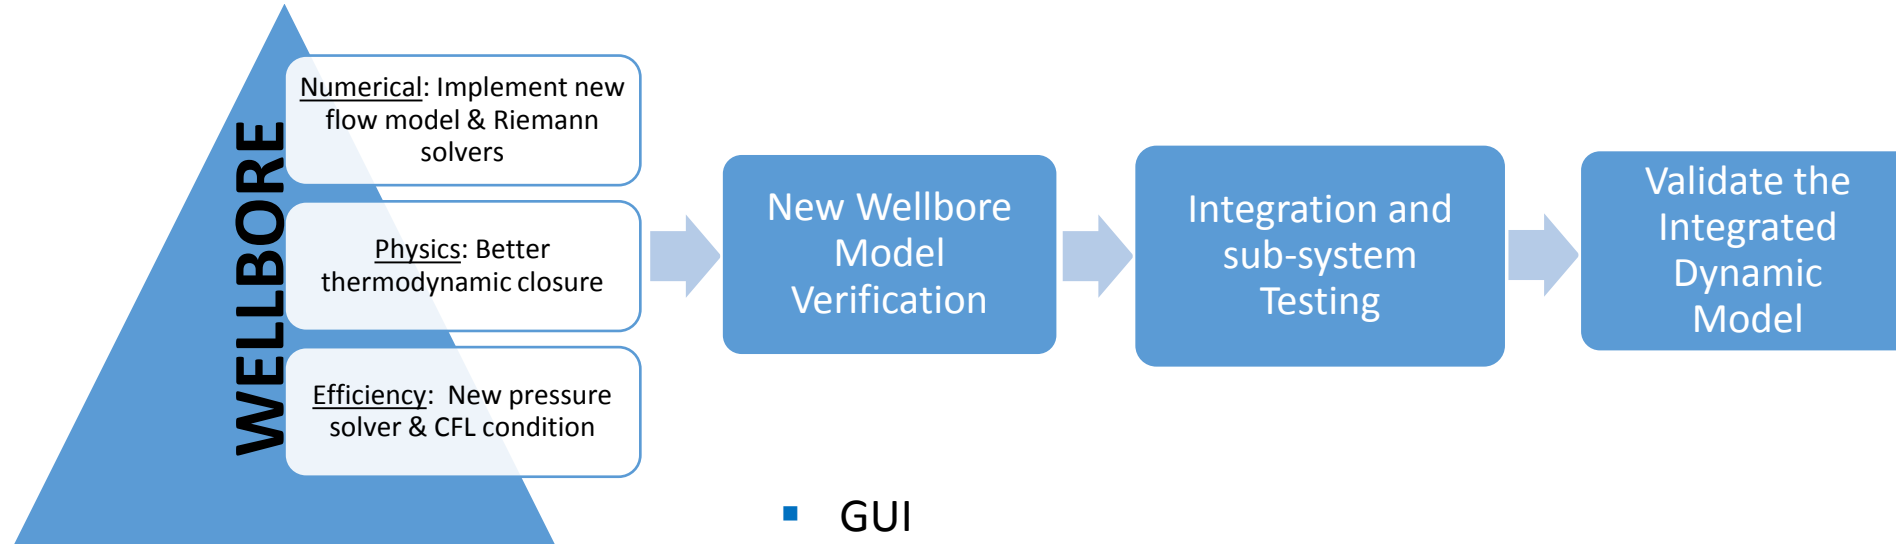 WELLBORE
Numerical: Implement new
flow model & Riemann
solvers
Physics: Better
thermodynamic closure
Efficiency:  New pressure
solver & CFL condition
New Wellbore
Model
Verification
Integration and
sub-system
Testing
Validate the
Integrated
Dynamic
Model
▪ GUI